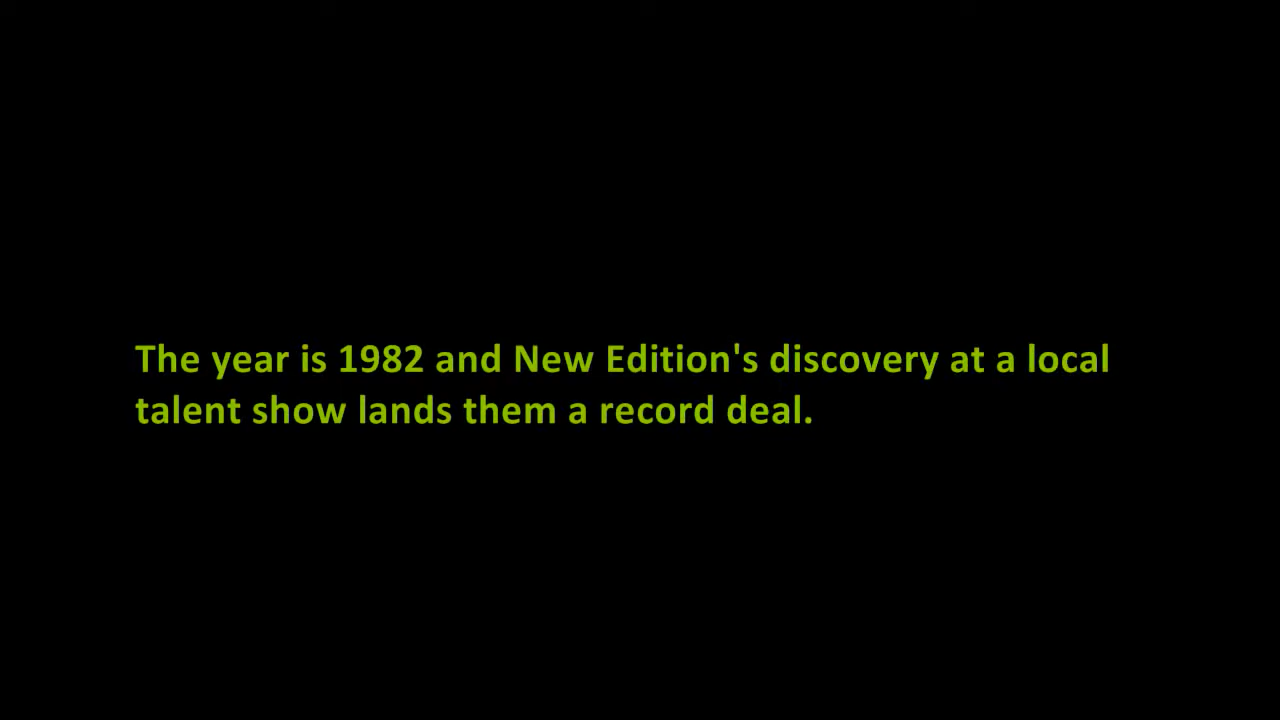 The year is 1982 and New Edition's discovery at a local
talent show lands them a record deal.